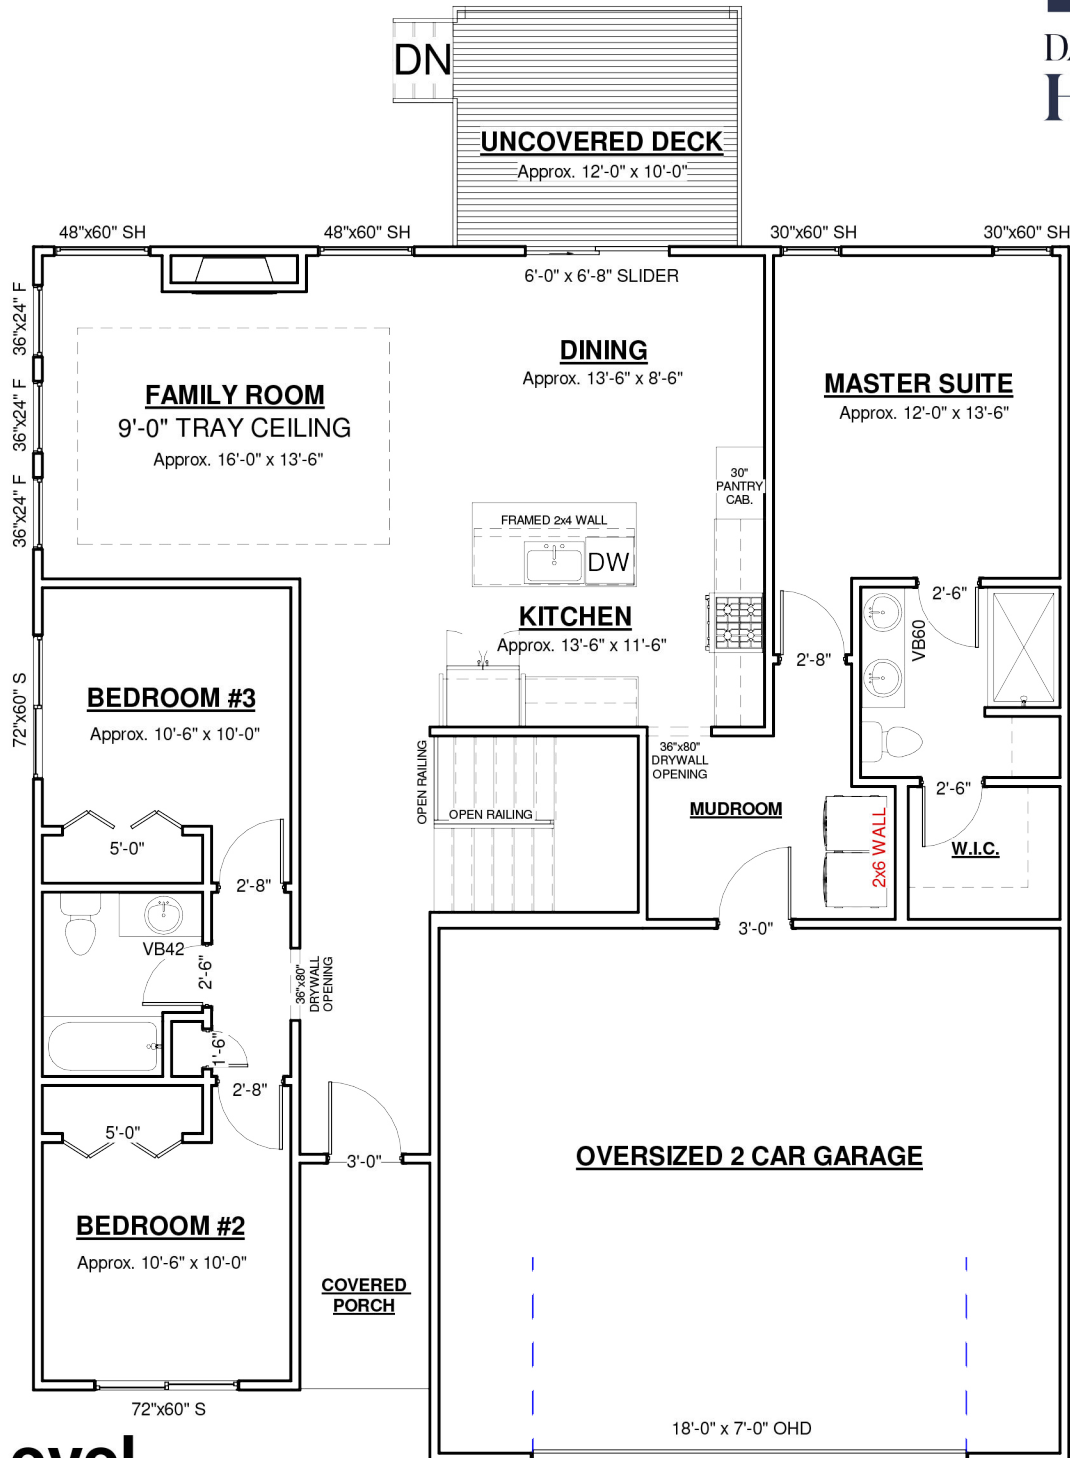 DN
UNCOVERED DECK
Approx. 12'-0" x 10'-0"
48"x60" SH
48"x60" SH
30"x60" SH
30"x60" SH
6'-0" x 6'-8" SLIDER
36"x24" F
36"x24" F
36"x24" F
FAMILY ROOM
9'-0" TRAY CEILING
Approx. 16'-0" x 13'-6"
DINING
Approx. 13'-6" x 8'-6"
MASTER SUITE
Approx. 12'-0" x 13'-6"
30"
PANTRY
CAB.
FRAMED 2x4 WALL
DW
KITCHEN
Approx. 13'-6" x 11'-6"
2'-6"
VB60
2'-8"
72"x60" S
BEDROOM #3
Approx. 10'-6" x 10'-0"
OPEN RAILING
OPEN RAILING
36"x80"
DRYWALL
OPENING
MUDROOM
2x6 WALL
2'-6"
W.I.C.
5'-0"
2'-8"
3'-0"
VB42
2'-6"
36"x80"
DRYWALL
OPENING
1'-6"
2'-8"
5'-0"
3'-0"
OVERSIZED 2 CAR GARAGE
BEDROOM #2
Approx. 10'-6" x 10'-0"
COVERED
PORCH
72"x60" S
18'-0" x 7'-0" OHD